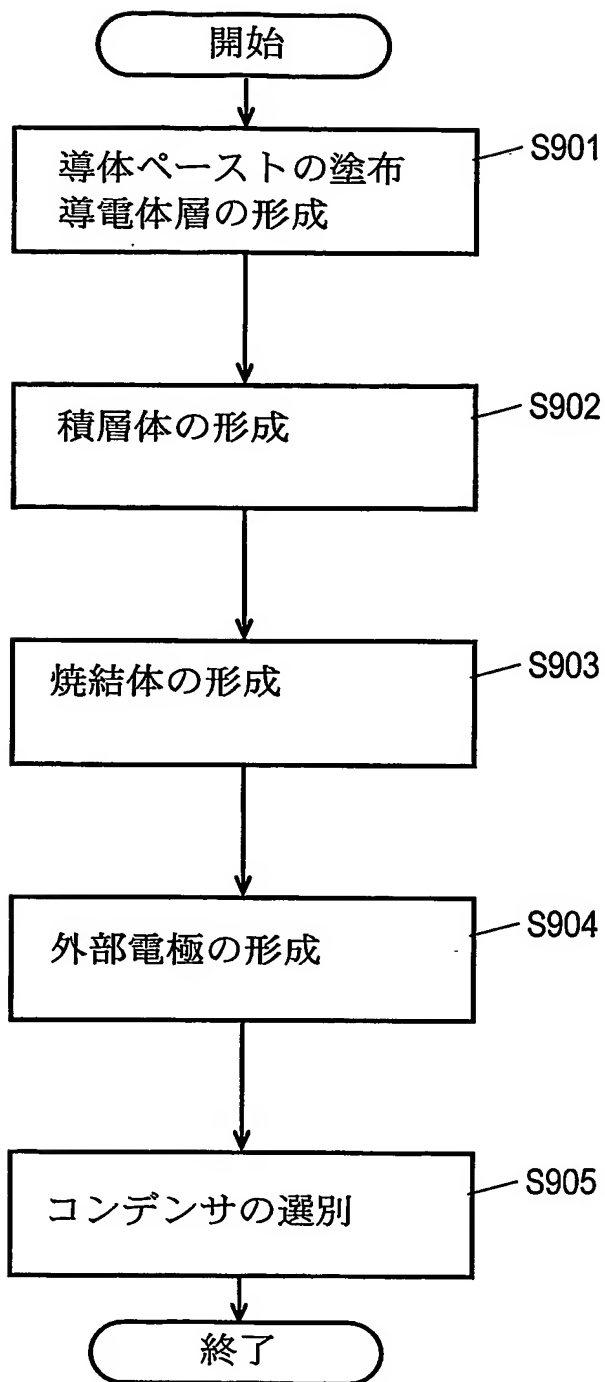 開始
導体ペーストの塗布
導電体層の形成
S901
積層体の形成
S902
焼結体の形成
S903
外部電極の形成
S904
コンデンサの選別
S905
終了